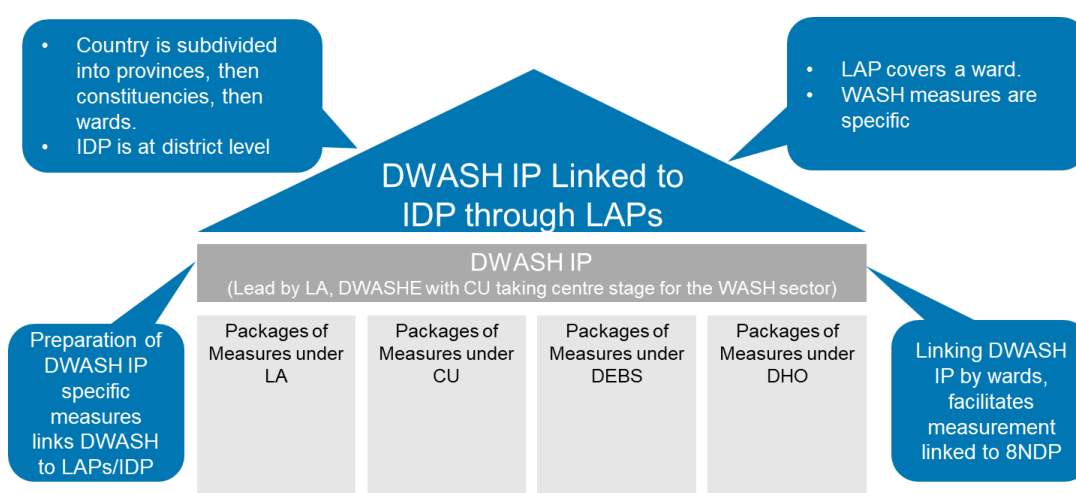 • Country is subdivided
into provinces, then
constituencies, then
wards.
• IDP is at district level
• LAP covers a ward.
• WASH measures are
specific
DWASH IP Linked to
IDP through LAPs
DWASH IP
(Lead by LA, DWASHE with CU taking centre stage for the WASH sector)
Preparation of
DWASH IP
specific
measures
links DWASH
to LAPs/IDP
Packages of
Measures under
LA
Packages of
Measures under
CU
Packages of
Measures under
DEBS
Packages of
Measures under
DHO
Linking DWASH
IP by wards,
facilitates
measurement
linked to 8NDP